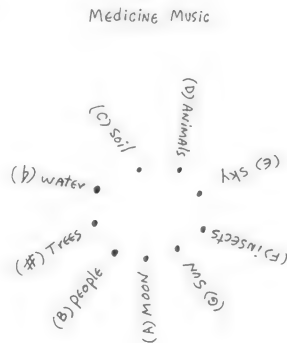 Medicine Music
(D) Animals
(E) Sky
(F) insects
(G) Sun
(A) MOON
(B) people
(#) Trees
(b) water
(C) Soil